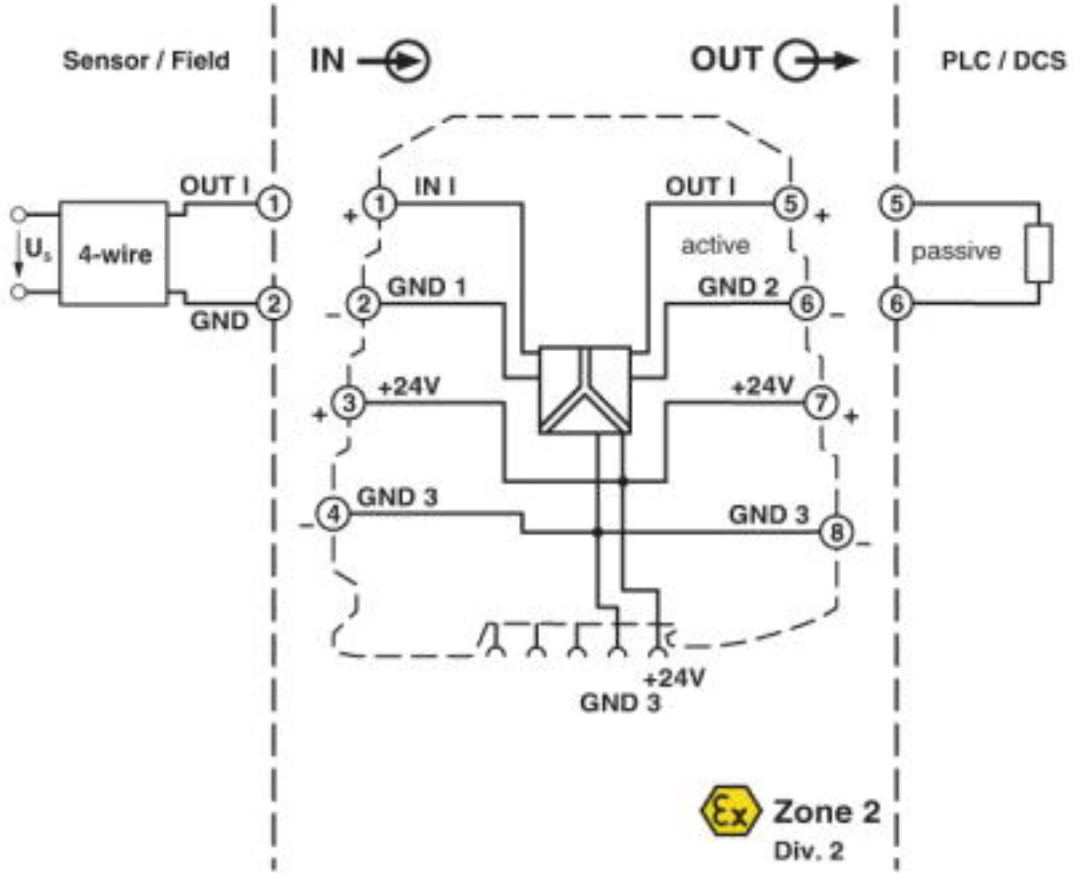 Sensor / Field
IN
OUT
PLC / DCS
OUT I
1
1
IN I
OUT I
5
5
+
+
Us
4-wire
active
passive
GND
2
2
GND 1
GND 2
6
6
–
–
3
+24V
+24V
7
+
+
4
GND 3
GND 3
8
–
–
+24V
GND 3
Ex
Zone 2
Div. 2